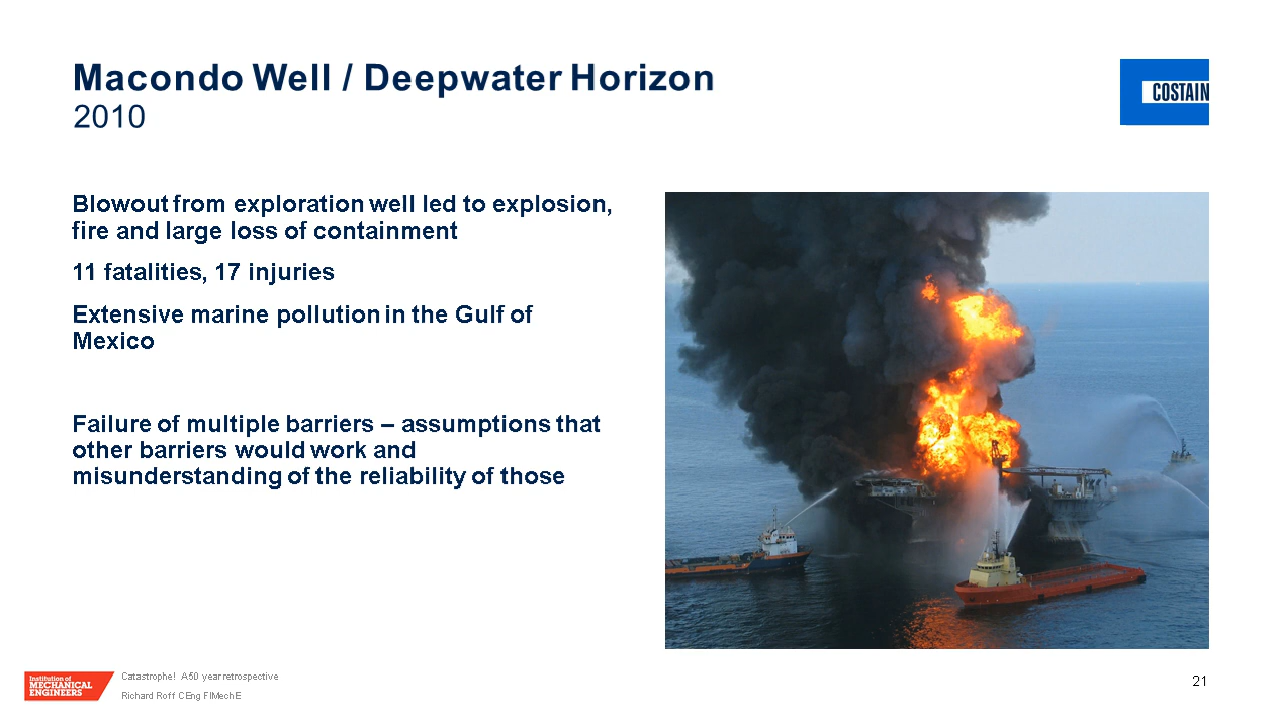 Macondo Well / Deepwater Horizon
2010
COSTAIN
Blowout from exploration well led to explosion,
fire and large loss of containment
11 fatalities, 17 injuries
Extensive marine pollution in the Gulf of
Mexico
Failure of multiple barriers – assumptions that
other barriers would work and
misunderstanding of the reliability of those
Institution of
MECHANICAL
ENGINEERS
Catastrophe! A 50 year retrospective
Richard Roff CEng FIMechE
21